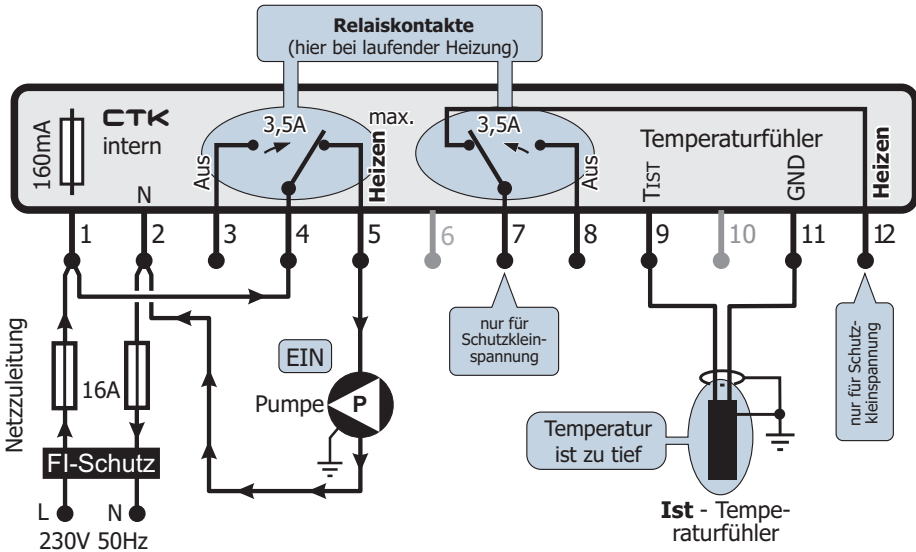 Relaiskontakte
(hier bei laufender Heizung)
160mA
CTK
intern
N
Aus
3,5A
max.
Heizen
3,5A
Aus
Temperaturfühler
TIST
GND
Heizen
1
2
3
4
5
6
7
8
9
10
11
12
Netzzuleitung
16A
FI-Schutz
L
N
230V 50Hz
EIN
Pumpe
P
nur für
Schutzklein-
spannung
nur für Schutz-
kleinspannung
Temperatur
ist zu tief
Ist - Tempe-
raturfühler